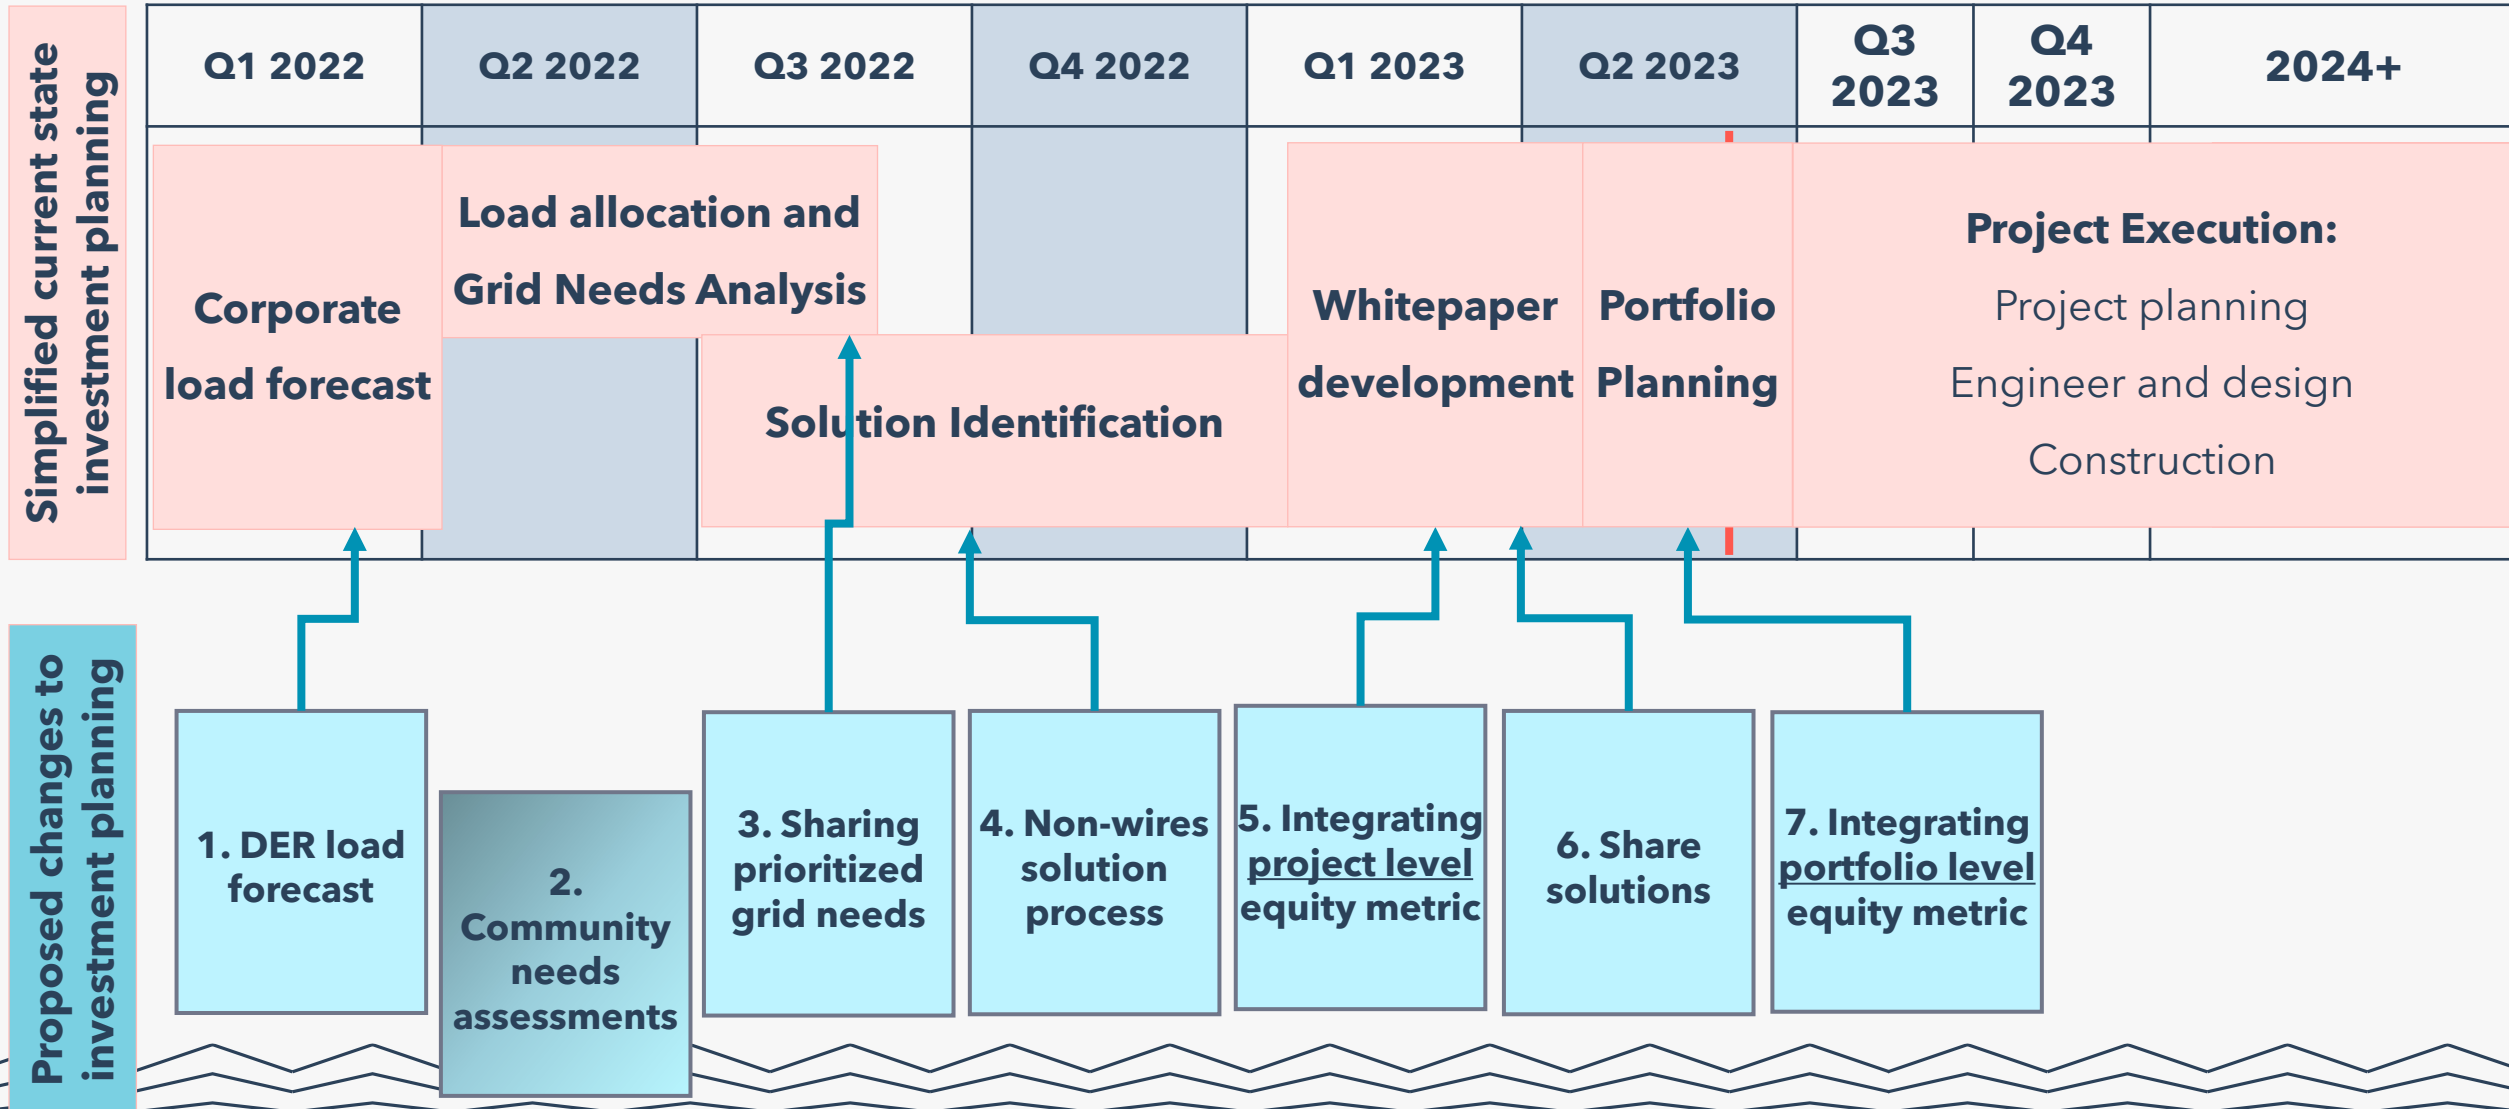 Simplified current state
investment planning
Q1 2022
Q2 2022
Q3 2022
Q4 2022
Q1 2023
Q2 2023
Q3
2023
Q4
2023
2024+
Corporate
load forecast
Load allocation and
Grid Needs Analysis
Solution Identification
Whitepaper
development
Portfolio
Planning
Project Execution:
Project planning
Engineer and design
Construction
Proposed changes to
investment planning
1. DER load
forecast
2.
Community
needs
assessments
3. Sharing
prioritized
grid needs
4. Non-wires
solution
process
5. Integrating
project level
equity metric
6. Share
solutions
7. Integrating
portfolio level
equity metric